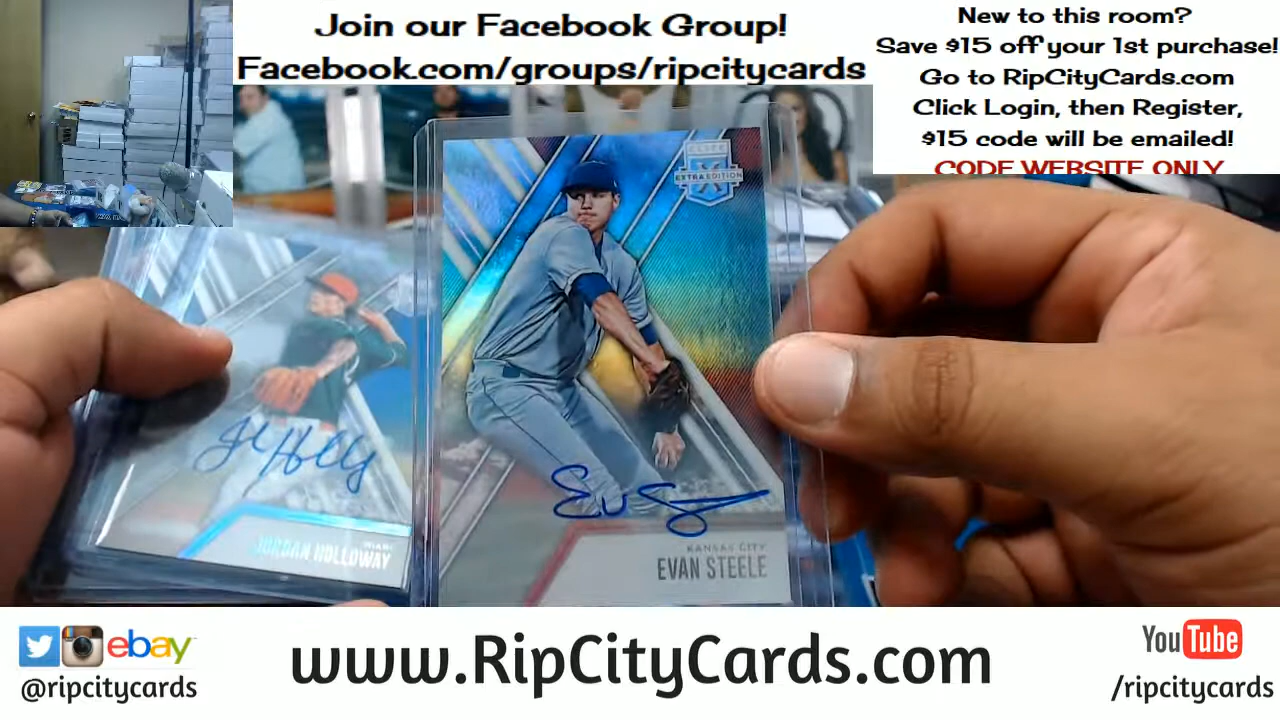 Join our Facebook Group!
Facebook.com/groups/ripcitycards
New to this room?
Save $15 off your 1st purchase!
Go to RipCityCards.com
Click Login, then Register,
$15 code will be emailed!
CODE WEBSITE ONLY
ELITE
X
EXTRA EDITION
MIAMI
JORDAN HOLLOWAY
KANSAS CITY
EVAN STEELE
ebay
@ripcitycards
www.RipCityCards.com
YouTube
/ripcitycards